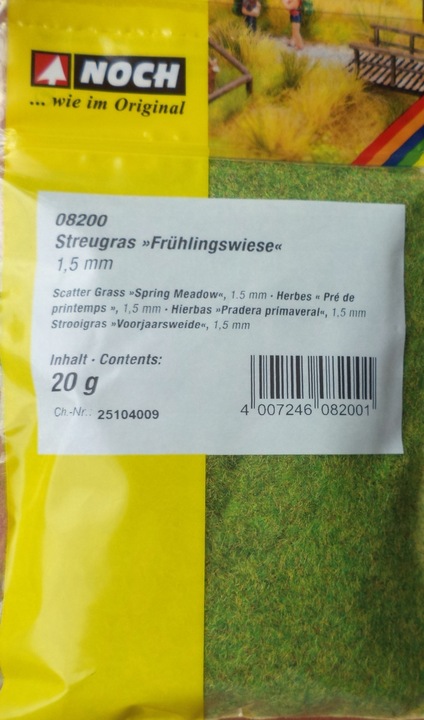 NOCH
... wie im Original
08200
Streugras »Frühlingswiese«
1,5 mm
Scatter Grass »Spring Meadow«, 1.5 mm · Herbes « Pré de
printemps », 1,5 mm · Hierbas »Pradera primaveral«, 1,5 mm
Strooigras »Voorjaarsweide«, 1,5 mm
Inhalt · Contents:
20 g
Ch.-Nr.: 25104009
4 007246 082001